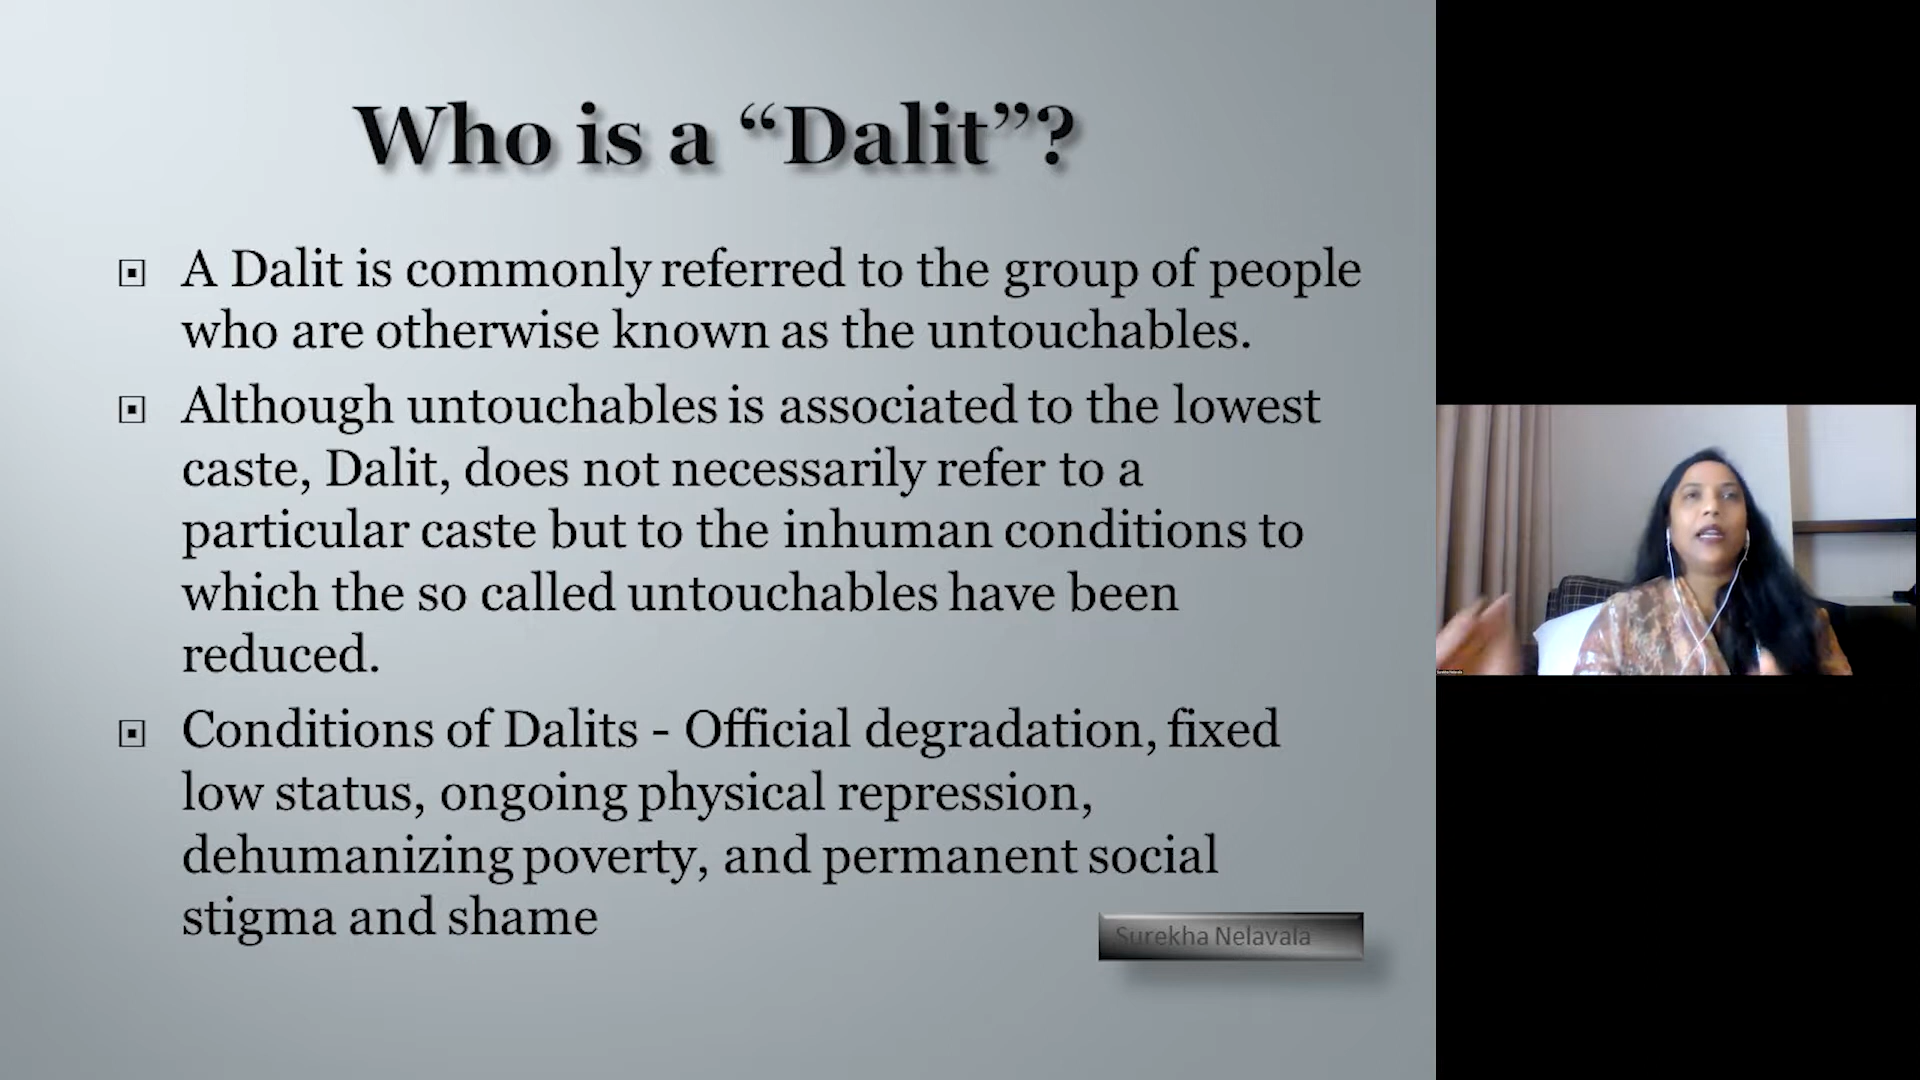 Who is a “Dalit”?
A Dalit is commonly referred to the group of people
who are otherwise known as the untouchables.
Although untouchables is associated to the lowest
caste, Dalit, does not necessarily refer to a
particular caste but to the inhuman conditions to
which the so called untouchables have been
reduced.
Conditions of Dalits - Official degradation, fixed
low status, ongoing physical repression,
dehumanizing poverty, and permanent social
stigma and shame
Surekha Nelavala